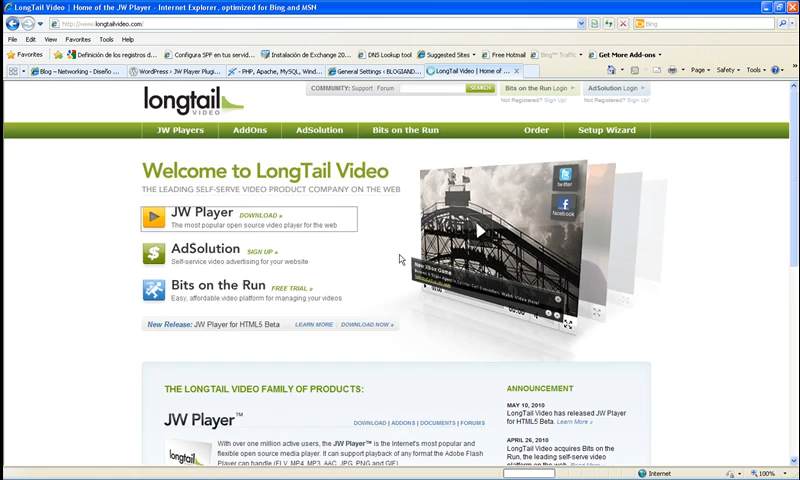 LongTail Video | Home of the JW Player - Internet Explorer, optimized for Bing and MSN
http://www.longtailvideo.com/
Bing
File Edit View Favorites Tools Help
Favorites Definición de los registros d... Configura SPF en tus servid... Instalación de Exchange 20... DNS Lookup tool Suggested Sites Free Hotmail Bing™ Traffic Get More Add-ons
Blog – Networking - Diseño ... WordPress › JW Player Plugi... - PHP, Apache, MySQL, Wind... General Settings ‹ BLOGIAND... LongTail Video | Home of ...
Page Safety Tools
COMMUNITY: Support Forum SEARCH Bits on the Run Login > AdSolution Login >
Not Registered? Sign Up! Not Registered? Sign Up!
longtail
VIDEO
JW Players AddOns AdSolution Bits on the Run Order Setup Wizard
Welcome to LongTail Video
THE LEADING SELF-SERVE VIDEO PRODUCT COMPANY ON THE WEB
JW Player DOWNLOAD »
The most popular open source video player for the web
AdSolution SIGN UP »
Self-service video advertising for your website
Bits on the Run FREE TRIAL »
Easy, affordable video platform for managing your videos
twitter
facebook
New Xbox Game
New Release: JW Player for HTML5 Beta LEARN MORE DOWNLOAD NOW »
THE LONGTAIL VIDEO FAMILY OF PRODUCTS:
JW Player™
DOWNLOAD | ADDONS | DOCUMENTS | FORUMS
longtail
With over one million active users, the JW Player™ is the Internet's most popular and
flexible open source media player. It can support playback of any format the Adobe Flash
Player can handle (FLV, MP4, MP3, AAC, JPG, PNG and GIF)
ANNOUNCEMENT
MAY 10, 2010
LongTail Video has released JW Player
for HTML5 Beta. Learn More »
APRIL 26, 2010
LongTail Video acquires Bits on the
Run, the leading self-serve video
platform on the web. Read More »
Internet 100%